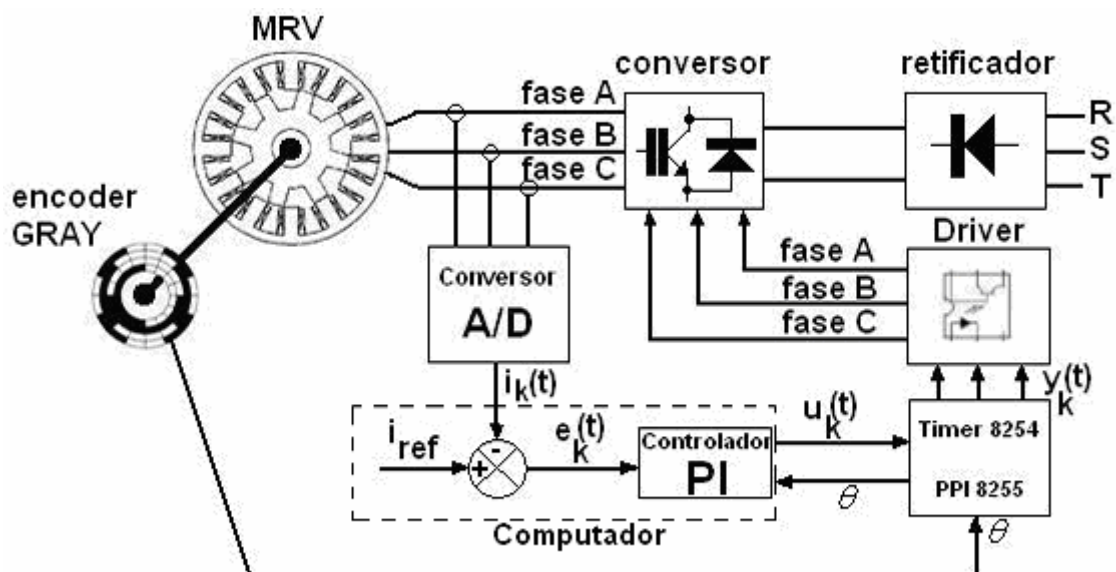 MRV
conversor
retificador
fase A
fase B
fase C
R
S
T
encoder
GRAY
Driver
fase A
fase B
fase C
Conversor
A/D
i_k(t)
y_k(t)
i_ref
-
+
e_k(t)
Controlador
PI
u_k(t)
Timer 8254
PPI 8255
θ
θ
Computador